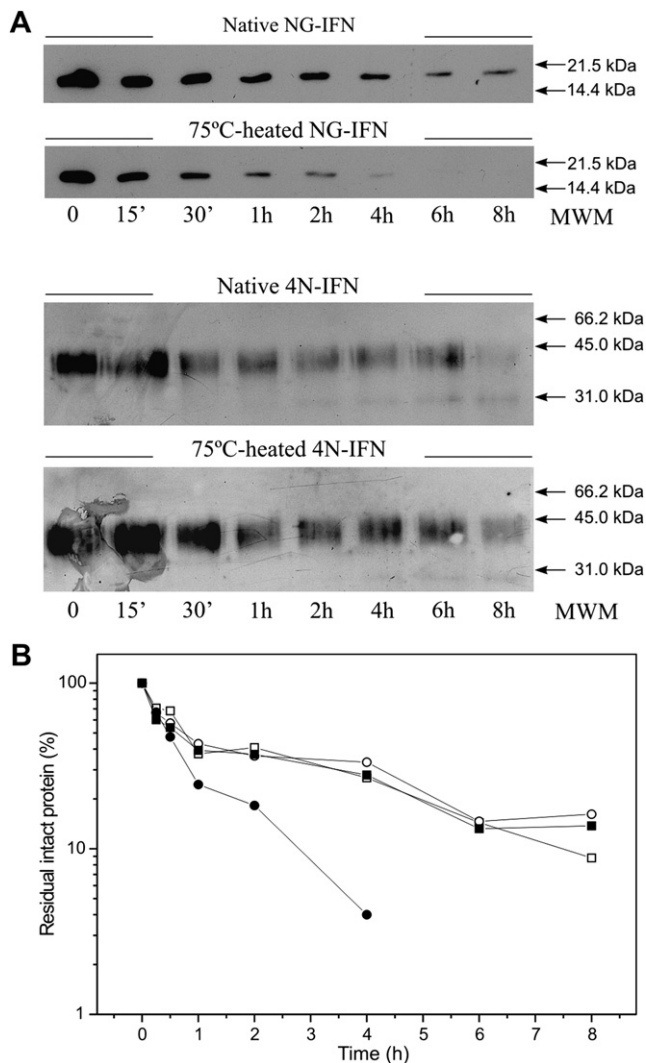 A
Native NG-IFN
21.5 kDa
14.4 kDa
75ºC-heated NG-IFN
21.5 kDa
14.4 kDa
0 15’ 30’ 1h 2h 4h 6h 8h MWM
Native 4N-IFN
66.2 kDa
45.0 kDa
31.0 kDa
75ºC-heated 4N-IFN
66.2 kDa
45.0 kDa
31.0 kDa
0 15’ 30’ 1h 2h 4h 6h 8h MWM
B
100
10
1
Residual intact protein (%)
0 1 2 3 4 5 6 7 8
Time (h)